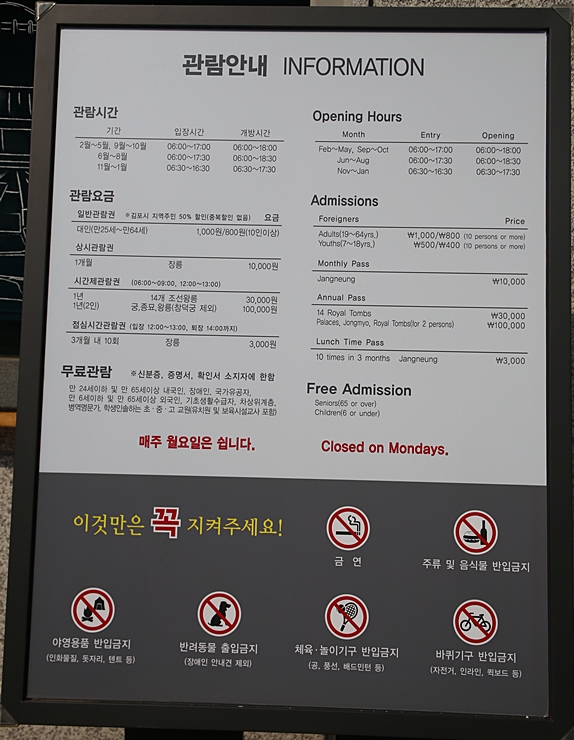 관람안내 INFORMATION
관람시간
기간 입장시간 개방시간
2월~5월, 9월~10월 06:00~17:00 06:00~18:00
6월~8월 06:00~17:30 06:00~18:30
11월~1월 06:30~16:30 06:30~17:30
관람요금
일반관람권 ※김포시 지역주민 50% 할인(중복할인 없음) 요금
대인(만25세~만64세) 1,000원/800원(10인이상)
상시관람권
1개월 장릉 10,000원
시간제관람권 (06:00~09:00, 12:00~13:00)
1년 14개 조선왕릉 30,000원
1년(2인) 궁,종묘,왕릉(창덕궁 제외) 100,000원
점심시간관람권 (입장 12:00~13:00, 퇴장 14:00까지)
3개월 내 10회 장릉 3,000원
무료관람 ※신분증, 증명서, 확인서 소지자에 한함
만 24세이하 및 만 65세이상 내국인, 장애인, 국가유공자,
만 6세이하 및 만 65세이상 외국인, 기초생활수급자, 차상위계층,
병역명문가, 학생인솔하는 초·중·고 교원(유치원 및 보육시설교사 포함)
매주 월요일은 쉽니다.
Opening Hours
Month Entry Opening
Feb~May, Sep~Oct 06:00~17:00 06:00~18:00
Jun~Aug 06:00~17:30 06:00~18:30
Nov~Jan 06:30~16:30 06:30~17:30
Admissions
Foreigners Price
Adults(19~64yrs,) ₩1,000/₩800 (10 persons or more)
Youths(7~18yrs,) ₩500/₩400 (10 persons or more)
Monthly Pass
Jangneung ₩10,000
Annual Pass
14 Royal Tombs ₩30,000
Palaces, Jongmyo, Royal Tombs(for 2 persons) ₩100,000
Lunch Time Pass
10 times in 3 months Jangneung ₩3,000
Free Admission
Seniors(65 or over)
Children(6 or under)
Closed on Mondays.
이것만은 꼭 지켜주세요!
금 연
주류 및 음식물 반입금지
야영용품 반입금지
(인화물질, 돗자리, 텐트 등)
반려동물 출입금지
(장애인 안내견 제외)
체육·놀이기구 반입금지
(공, 풍선, 배드민턴 등)
바퀴기구 반입금지
(자전거, 인라인, 퀵보드 등)